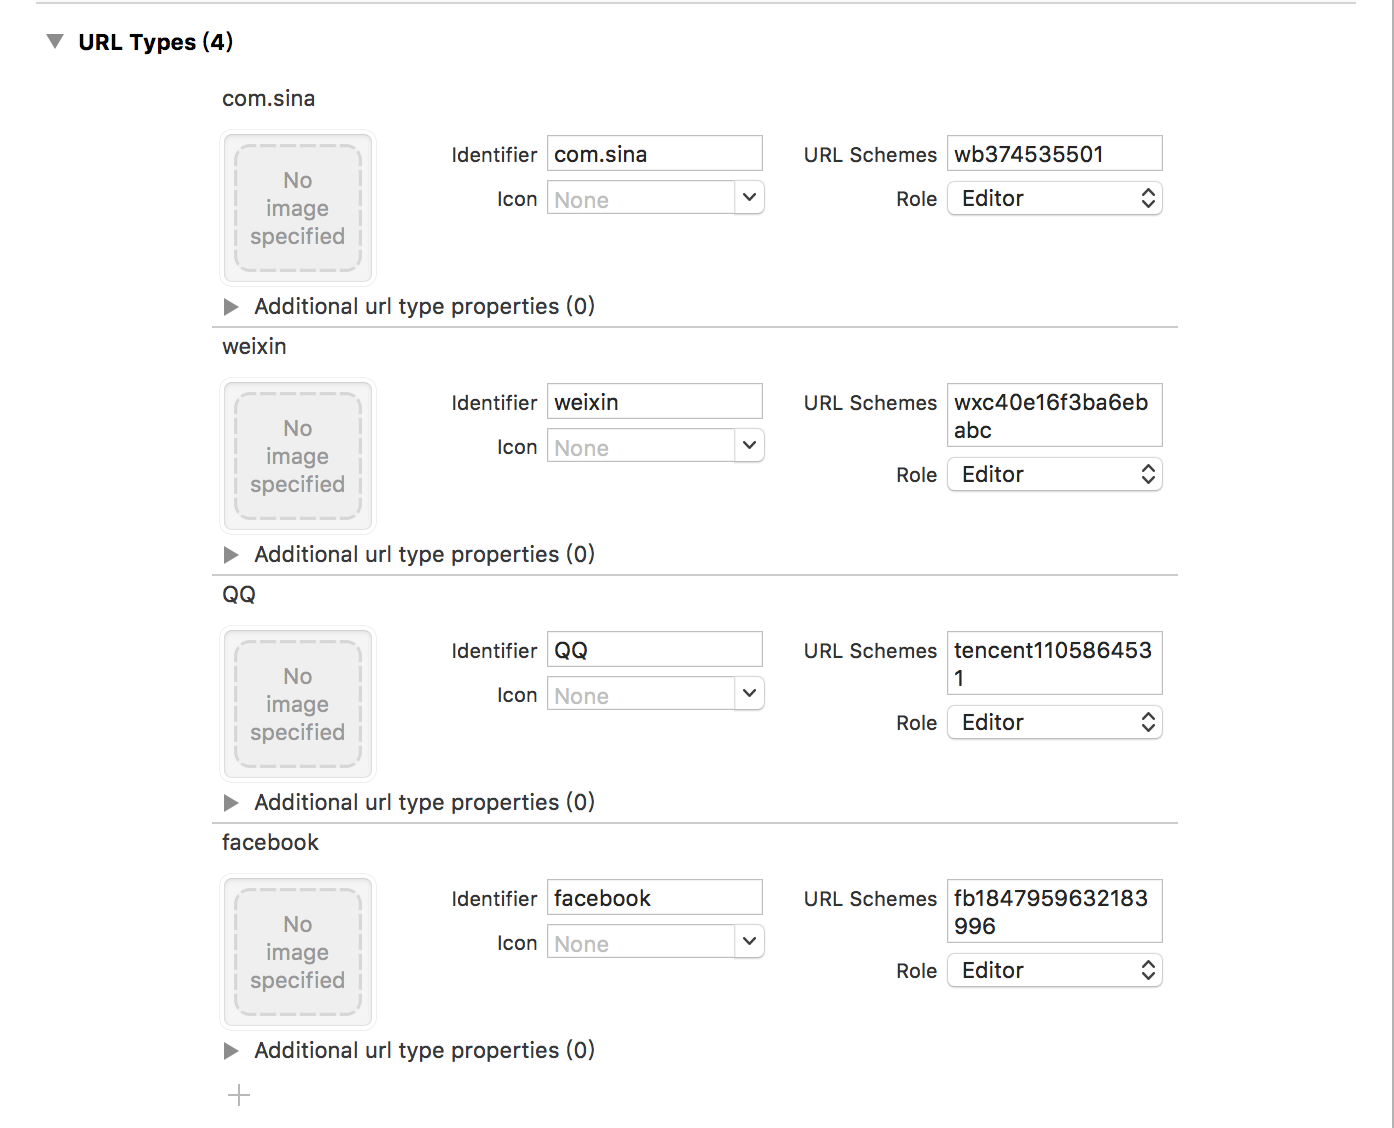 URL Types (4)
com.sina
No
image
specified
Identifier com.sina URL Schemes wb374535501
Icon None Role Editor
Additional url type properties (0)
weixin
No
image
specified
Identifier weixin URL Schemes wxc40e16f3ba6eb
abc
Icon None
Role Editor
Additional url type properties (0)
QQ
No
image
specified
Identifier QQ URL Schemes tencent110586453
1
Icon None
Role Editor
Additional url type properties (0)
facebook
No
image
specified
Identifier facebook URL Schemes fb1847959632183
996
Icon None
Role Editor
Additional url type properties (0)